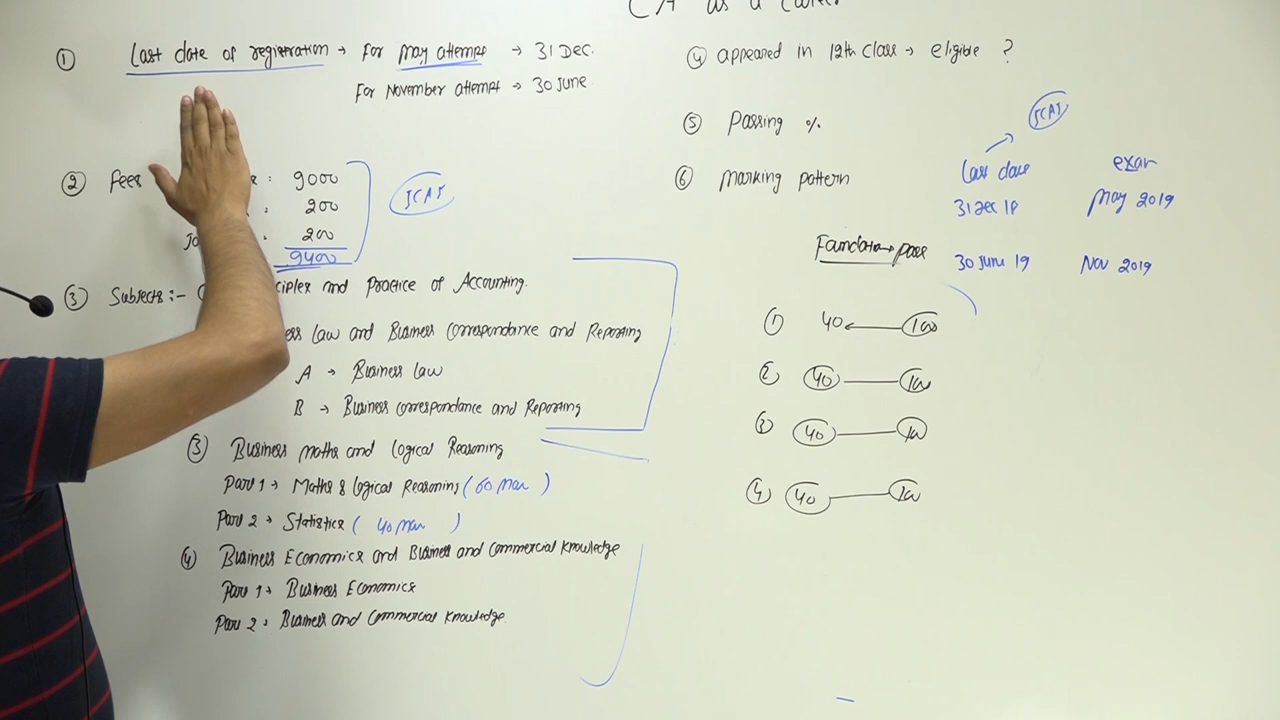 CA as a Career
① Last date of registration → For May attempt → 31 Dec.
For November attempt → 30 June
② Fees : 9000
: 200
: 200
9400
ICAI
③ Subjects :- and Practice of Accounting.
Law and Business Correspondance and Reporting
A → Business law
B → Business correspondance and Reporting
③ Business maths and logical Reasoning
Part 1 → Maths & logical Reasoning (60 Mar )
Part 2 → Statistics ( 40 Mar )
④ Business Economics and Business and Commercial Knowledge
Part 1 → Business Economics
Part 2 → Business and Commercial Knowledge.
④ appeared in 12th Class → eligible ?
⑤ Passing %
⑥ Marking pattern
ICAI
Last date exam
31 Dec 18 May 2019
30 June 19 Nov 2019
Foundation → pass
① 40 ← 100
② 40 — 100
③ 40 — 100
④ 40 — 100